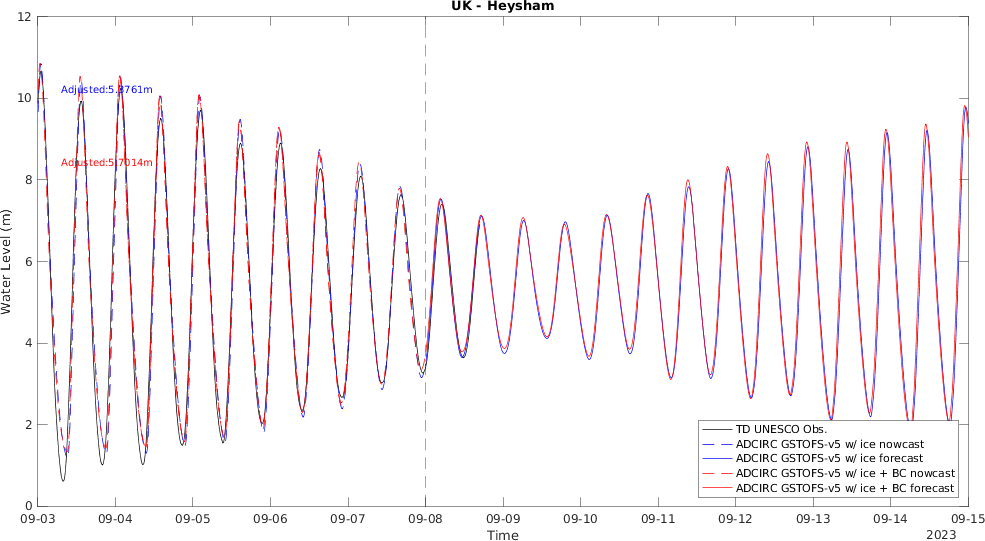 UK - Heysham
12
10
8
6
4
2
0
Water Level (m)
Adjusted:5.8761m
Adjusted:5.7014m
TD UNESCO Obs.
ADCIRC GSTOFS-v5 w/ ice nowcast
ADCIRC GSTOFS-v5 w/ ice forecast
ADCIRC GSTOFS-v5 w/ ice + BC nowcast
ADCIRC GSTOFS-v5 w/ ice + BC forecast
09-03 09-04 09-05 09-06 09-07 09-08 09-09 09-10 09-11 09-12 09-13 09-14 09-15
Time
2023